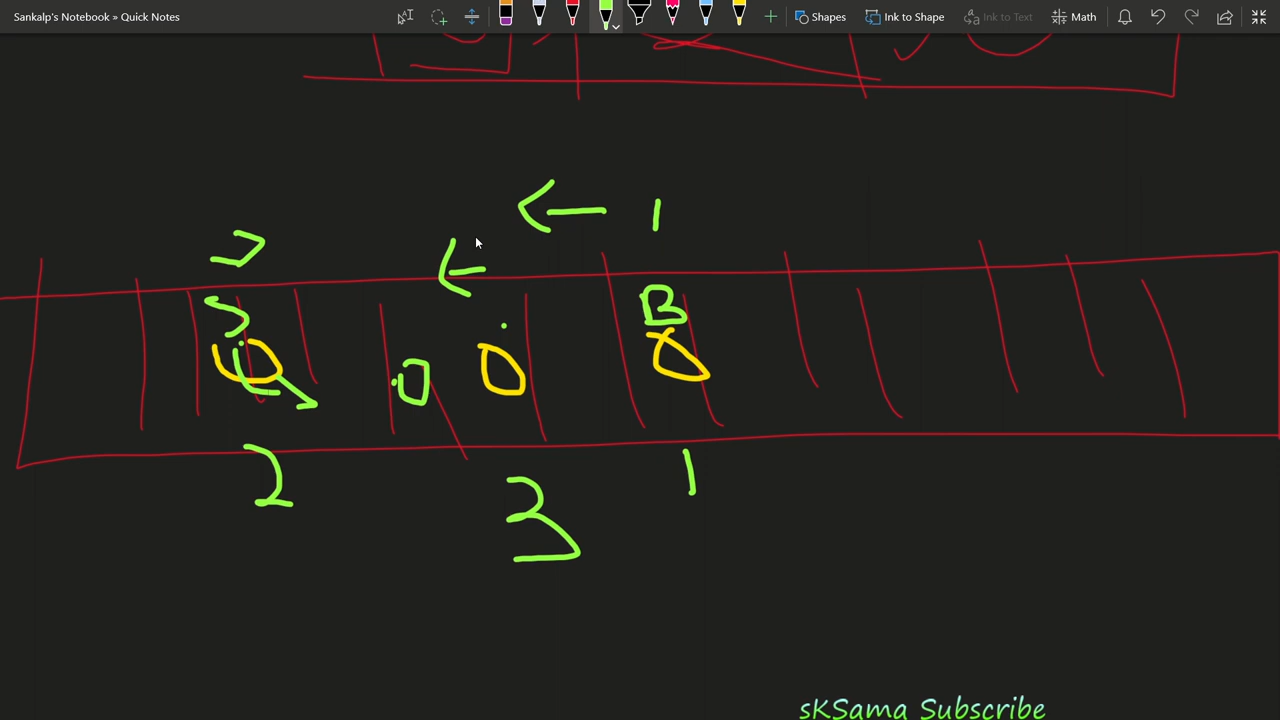 Sankalp's Notebook » Quick Notes
Shapes
Ink to Shape
Ink to Text
Math
1
B
0
2
3
1
sKSama Subscribe